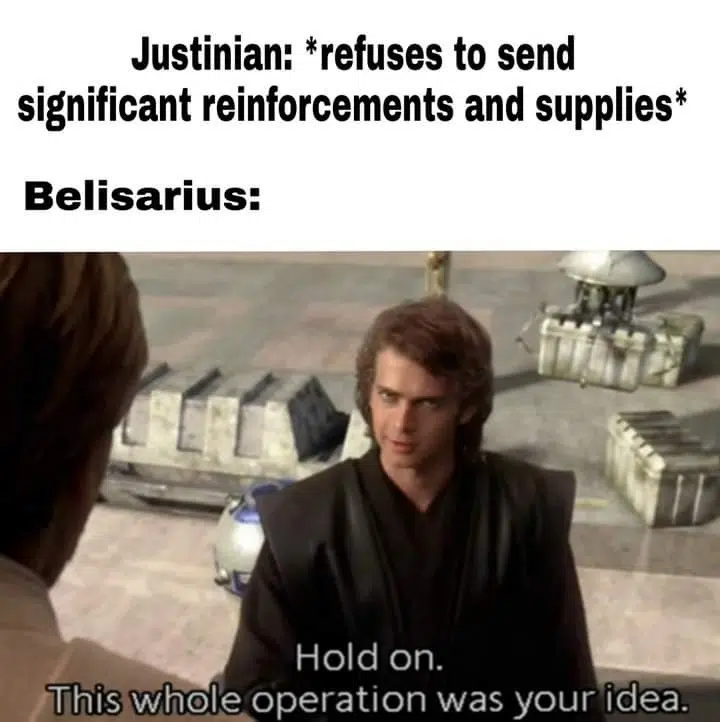 Justinian: *refuses to send
significant reinforcements and supplies*
Belisarius:
Hold on.
This whole operation was your idea.